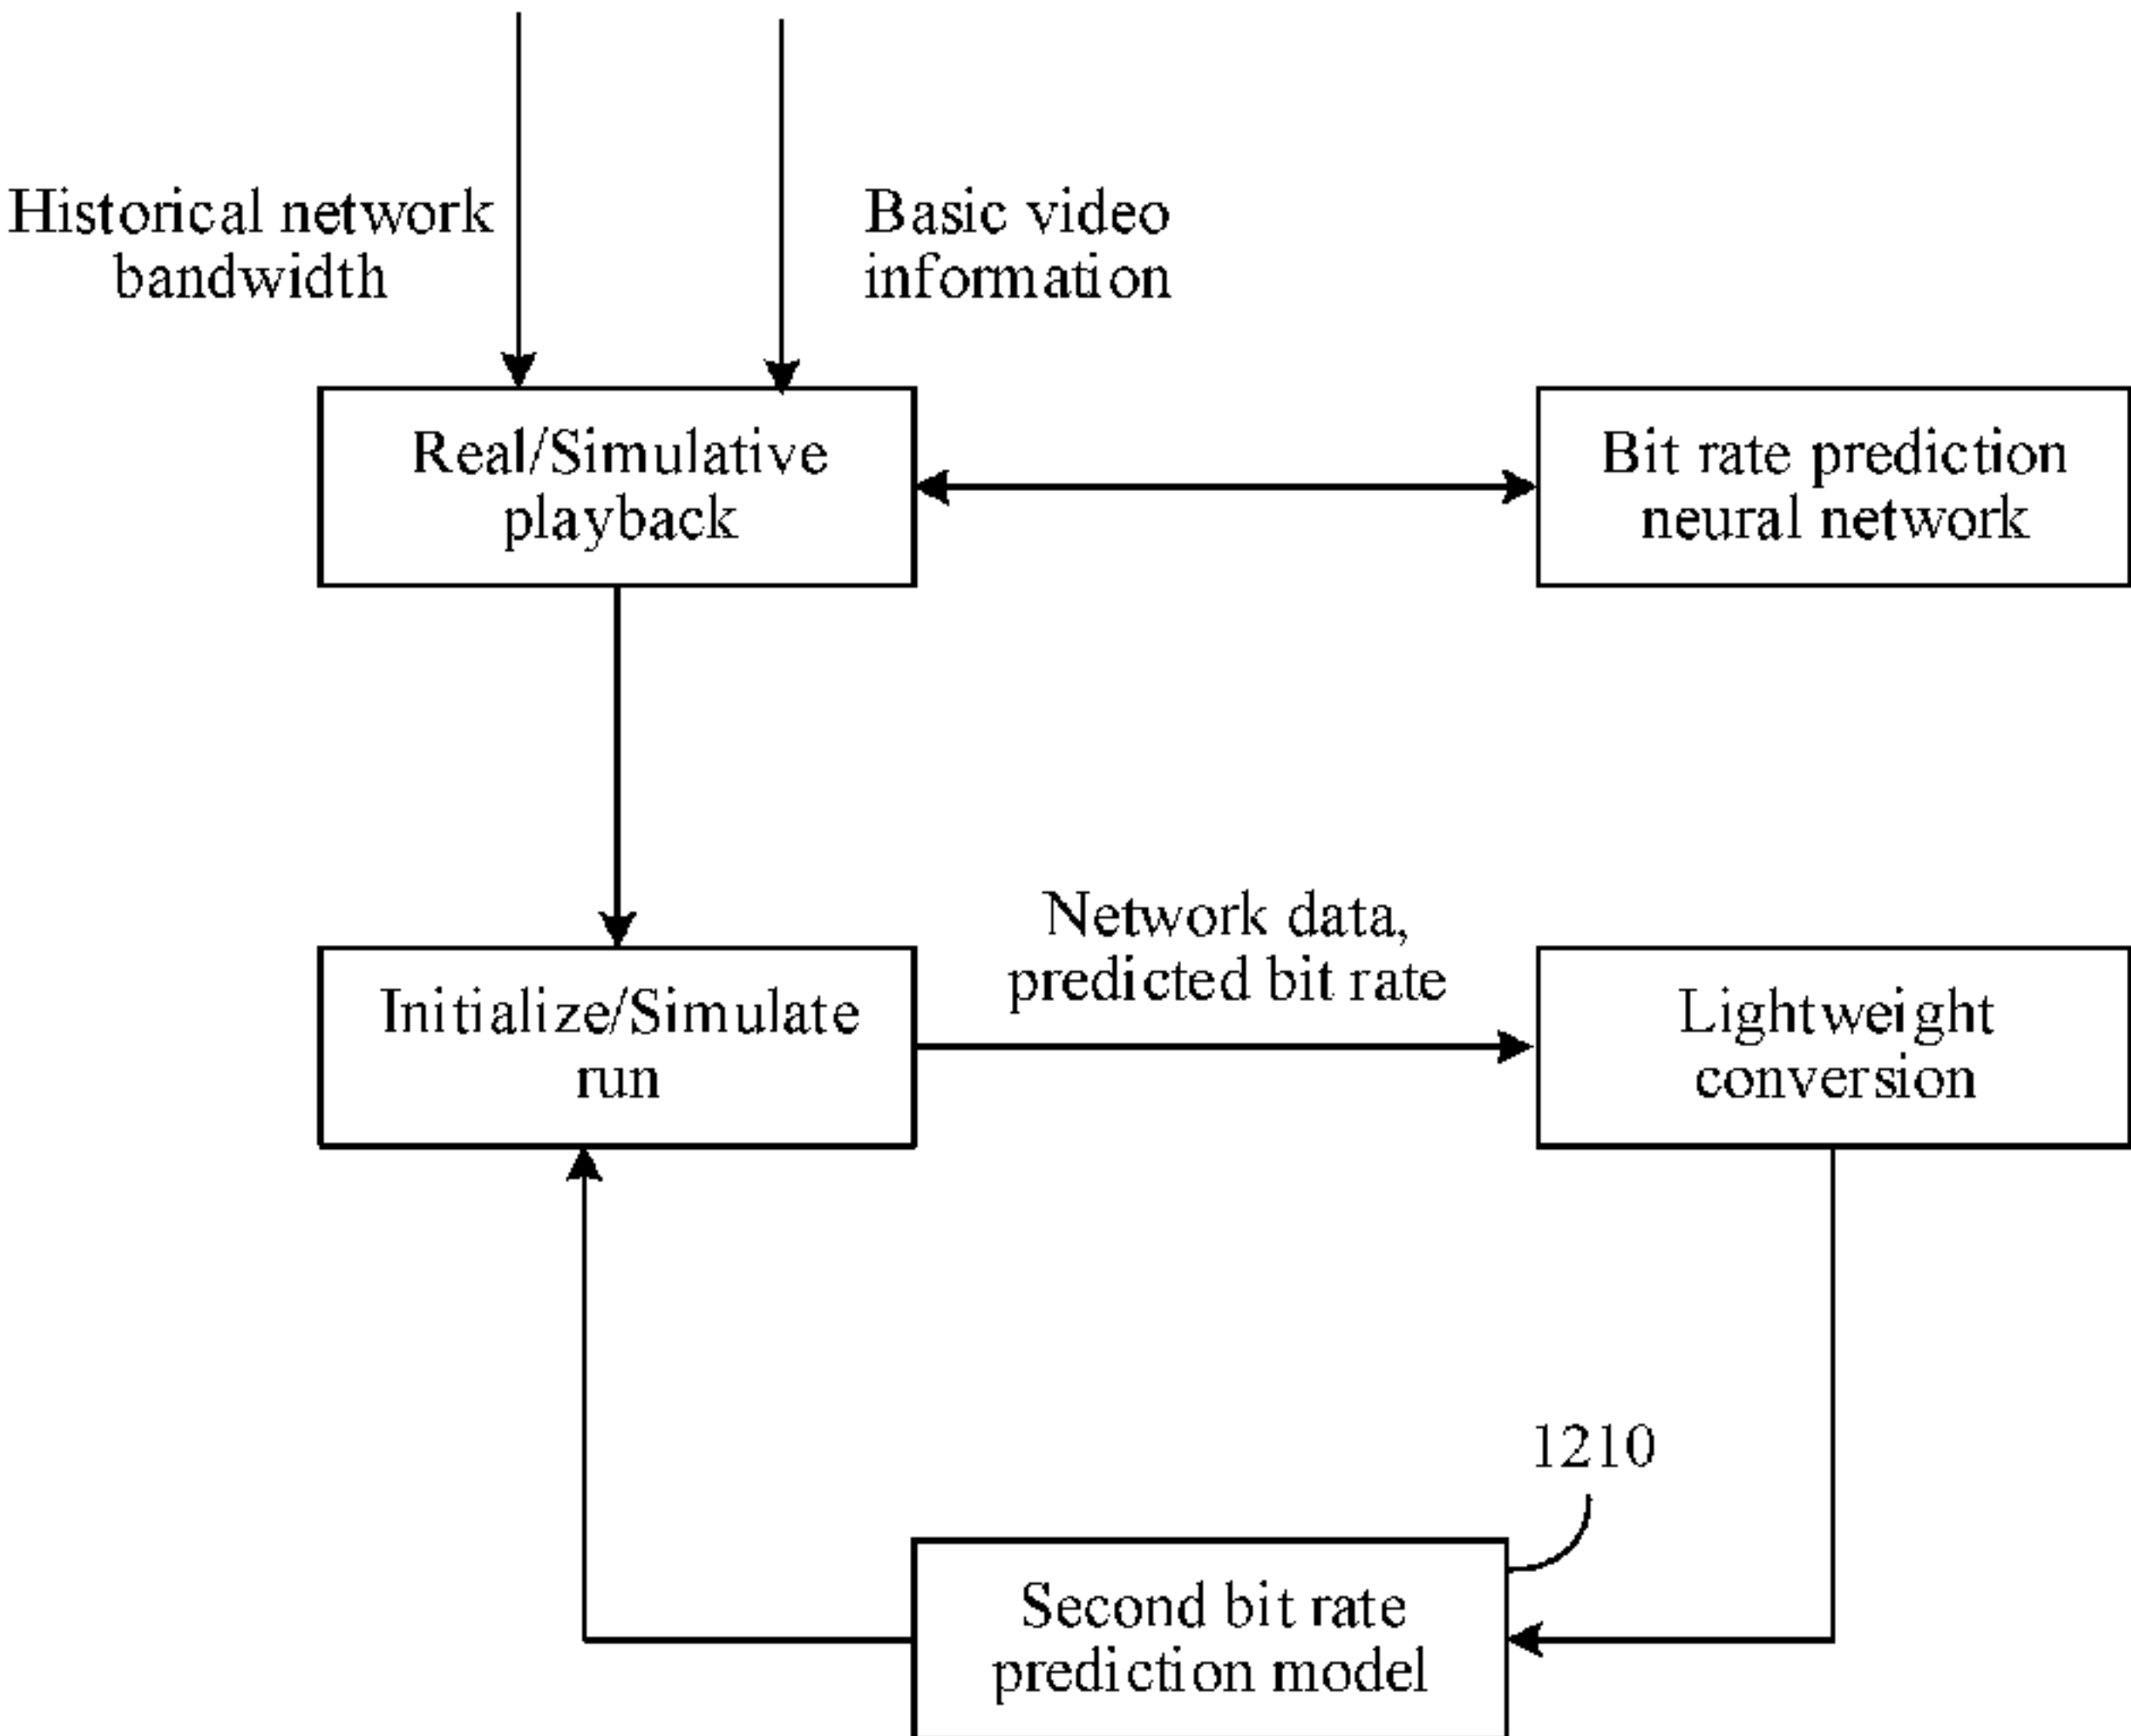 Historical network
bandwidth
Basic video
information
Real/Simulative
playback
Bit rate prediction
neural network
Initialize/Simulate
run
Network data,
predicted bit rate
Lightweight
conversion
1210
Second bit rate
prediction model